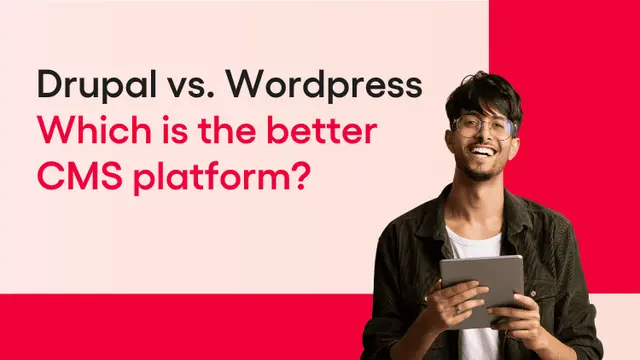 Drupal vs. Wordpress
Which is the better
CMS platform?